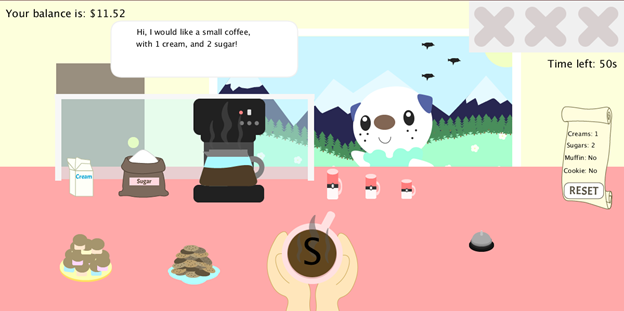 Your balance is: $11.52
Hi, I would like a small coffee,
with 1 cream, and 2 sugar!
Time left: 50s
Creams: 1
Sugars: 2
Muffin: No
Cookie: No
RESET
Cream
Sugar
S